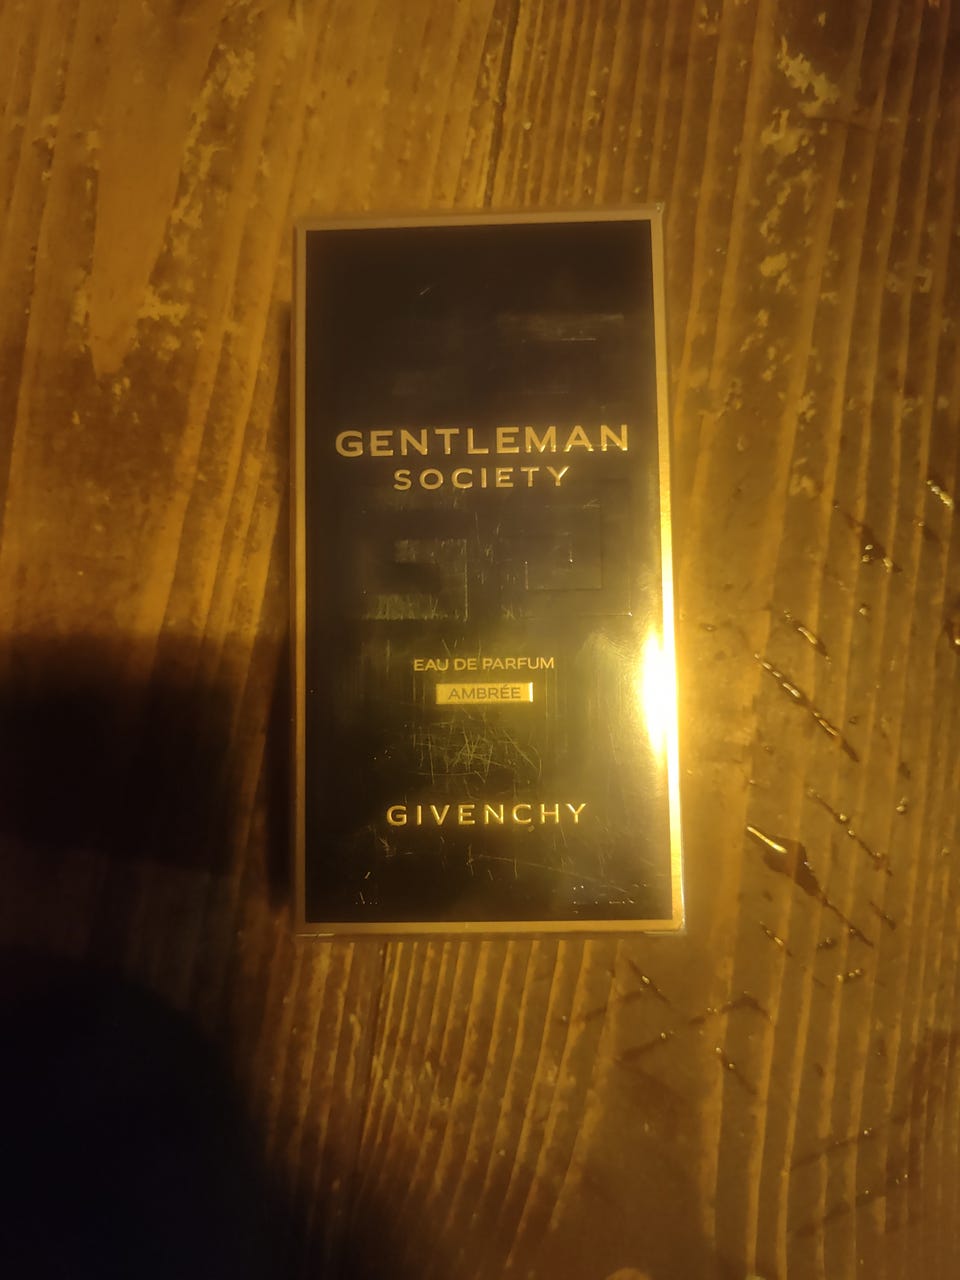 GENTLEMAN
SOCIETY
EAU DE PARFUM
AMBRÉE
GIVENCHY